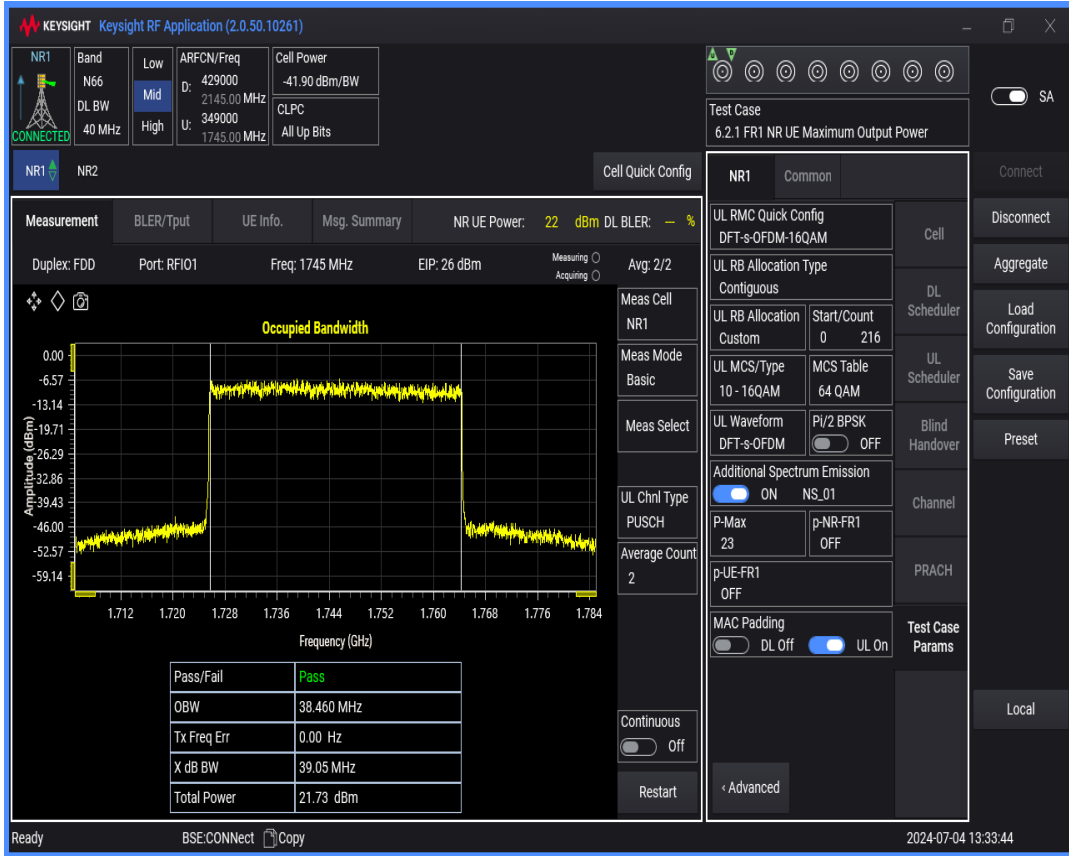 KEYSIGHT Keysight RF Application (2.0.50.10261)
NR1
CONNECTED
Band
N66
DL BW
40 MHz
Low
Mid
High
ARFCN/Freq
D: 429000
2145.00 MHz
U: 349000
1745.00 MHz
Cell Power
-41.90 dBm/BW
CLPC
All Up Bits
U D
Test Case
6.2.1 FR1 NR UE Maximum Output Power
SA
NR1 NR2
Cell Quick Config
Measurement BLER/Tput UE Info. Msg. Summary NR UE Power: 22 dBm DL BLER: --- %
Duplex: FDD Port: RFIO1 Freq: 1745 MHz EIP: 26 dBm Measuring Avg: 2/2
Acquiring
Occupied Bandwidth
Amplitude (dBm)
0.00
-6.57
-13.14
-19.71
-26.29
-32.86
-39.43
-46.00
-52.57
-59.14
1.712 1.720 1.728 1.736 1.744 1.752 1.760 1.768 1.776 1.784
Frequency (GHz)
Pass/Fail Pass
OBW 38.460 MHz
Tx Freq Err 0.00 Hz
X dB BW 39.05 MHz
Total Power 21.73 dBm
Meas Cell
NR1
Meas Mode
Basic
Meas Select
UL Chnl Type
PUSCH
Average Count
2
Continuous
Off
Restart
NR1 Common
UL RMC Quick Config
DFT-s-OFDM-16QAM
UL RB Allocation Type
Contiguous
UL RB Allocation
Custom
Start/Count
0 216
UL MCS/Type
10 - 16QAM
MCS Table
64 QAM
UL Waveform
DFT-s-OFDM
Pi/2 BPSK
OFF
Additional Spectrum Emission
ON NS_01
P-Max
23
p-NR-FR1
OFF
p-UE-FR1
OFF
MAC Padding
DL Off UL On
‹ Advanced
Cell
DL
Scheduler
UL
Scheduler
Blind
Handover
Channel
PRACH
Test Case
Params
Connect
Disconnect
Aggregate
Load
Configuration
Save
Configuration
Preset
Local
Ready BSE:CONNect Copy 2024-07-04 13:33:44